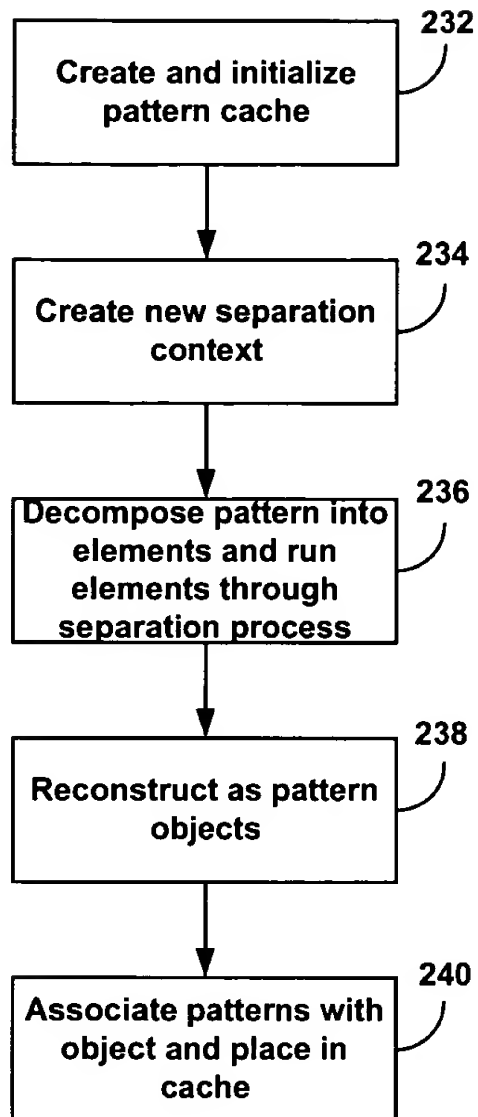 232
Create and initialize
pattern cache
234
Create new separation
context
236
Decompose pattern into
elements and run
elements through
separation process
238
Reconstruct as pattern
objects
240
Associate patterns with
object and place in
cache